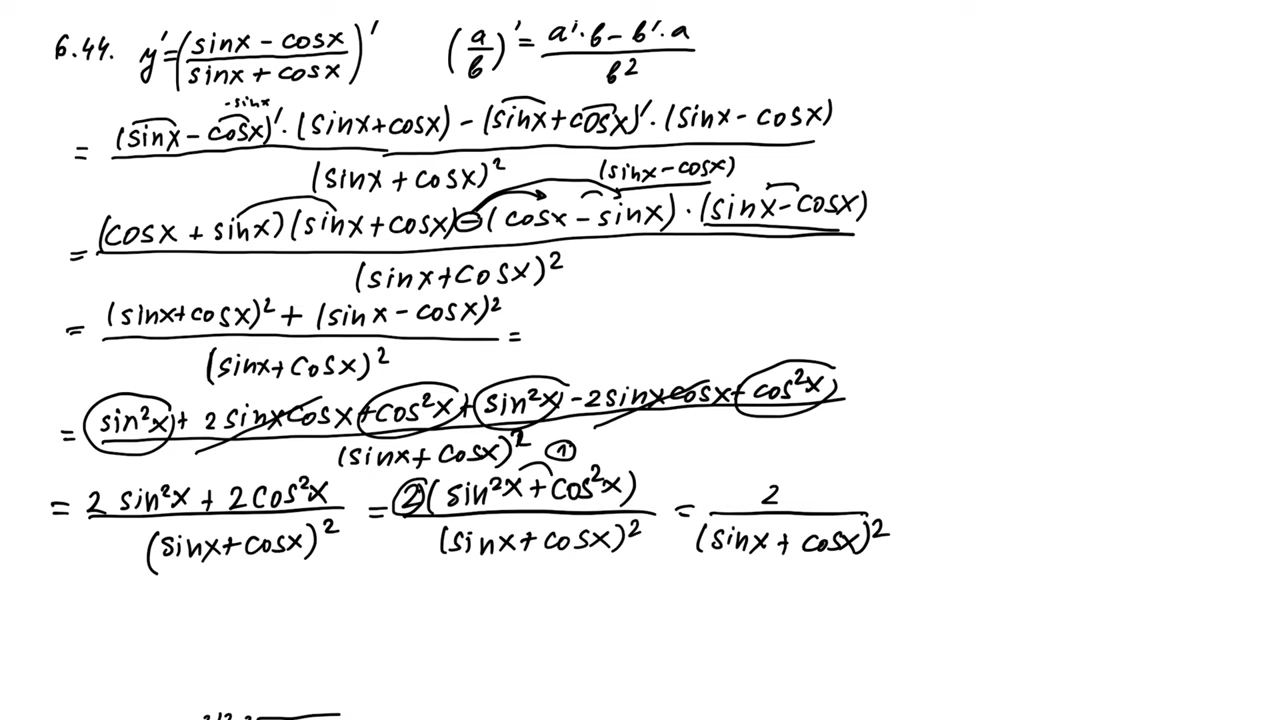 6.44. y' = ((sinx - cosx)/(sinx + cosx))' (a/b)' = (a'·b - b'·a)/b²
-sinx
= ((sinx - cosx)'·(sinx+cosx) - (sinx+cosx)'·(sinx - cosx))/(sinx + cosx)²
(sinx - cosx)
= ((cosx + sinx)(sinx+cosx) - (cosx - sinx)·(sinx - cosx))/(sinx+cosx)²
= ((sinx+cosx)² + (sinx - cosx)²)/(sinx+cosx)² =
= (sin²x + 2sinxcosx + cos²x + sin²x - 2sinxcosx + cos²x)/(sinx+cosx)²
1
= (2sin²x + 2cos²x)/(sinx+cosx)² = 2(sin²x + cos²x)/(sinx+cosx)² = 2/(sinx + cosx)²